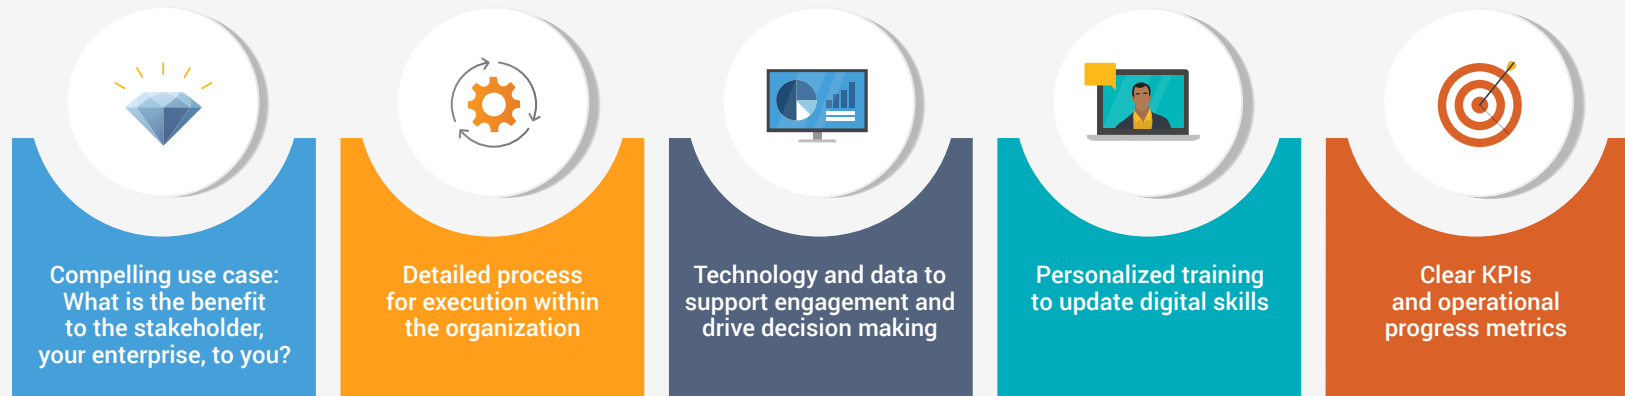 Compelling use case:
What is the benefit
to the stakeholder,
your enterprise, to you?
Detailed process
for execution within
the organization
Technology and data to
support engagement and
drive decision making
Personalized training
to update digital skills
Clear KPIs
and operational
progress metrics